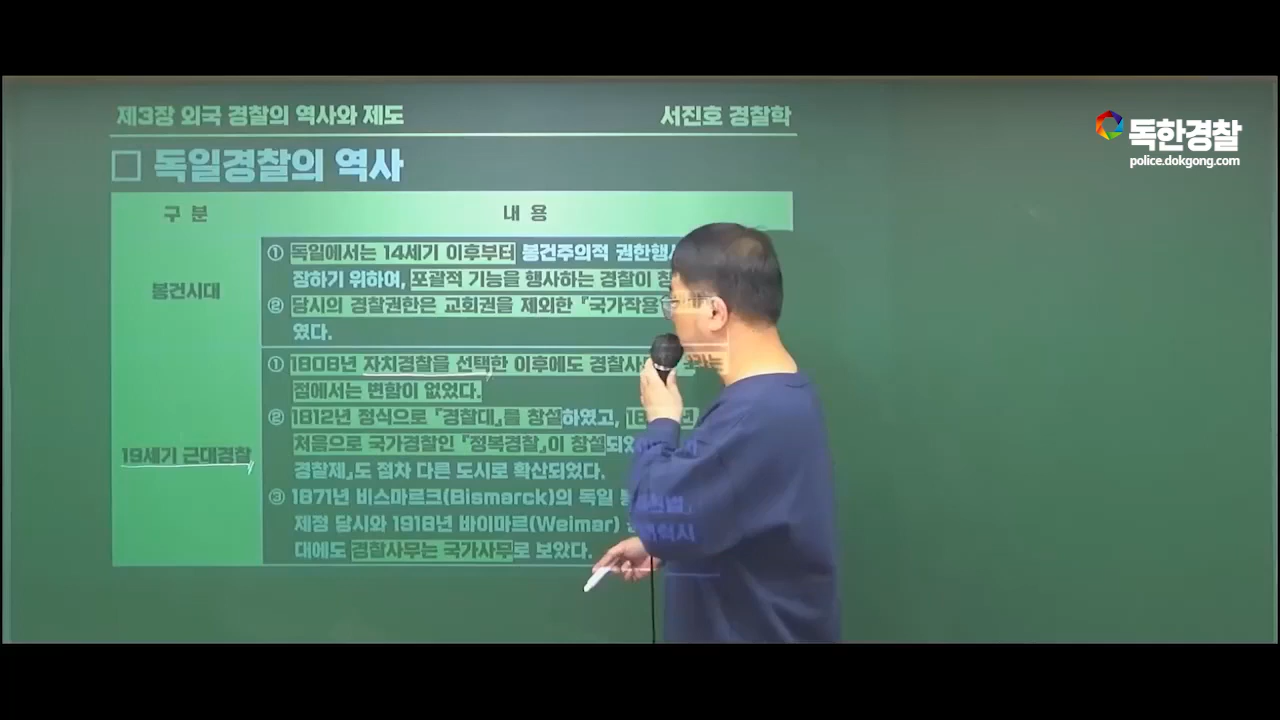 제3장 외국 경찰의 역사와 제도
서진호 경찰학
독한경찰
police.dokgong.com
□ 독일경찰의 역사
구 분
내 용
봉건시대
① 독일에서는 14세기 이후부터 봉건주의적
장하기 위하여, 포괄적 기능을 행사하는 경찰이
② 당시의 경찰권한은 교회권을 제외한 『국가작용
였다.
19세기 근대경찰
① 1808년 자치경찰을 선택한 이후에도
점에서는 변함이 없었다.
② 1812년 정식으로 『경찰대』를 창설하였고,
처음으로 국가경찰인 『정복경찰』이 창설
경찰제』도 점차 다른 도시로 확산되었다.
③ 1871년 비스마르크(Bismarck)의 독일
제정 당시와 1918년 바이마르(Weimar)
대에도 경찰사무는 국가사무로 보았다.